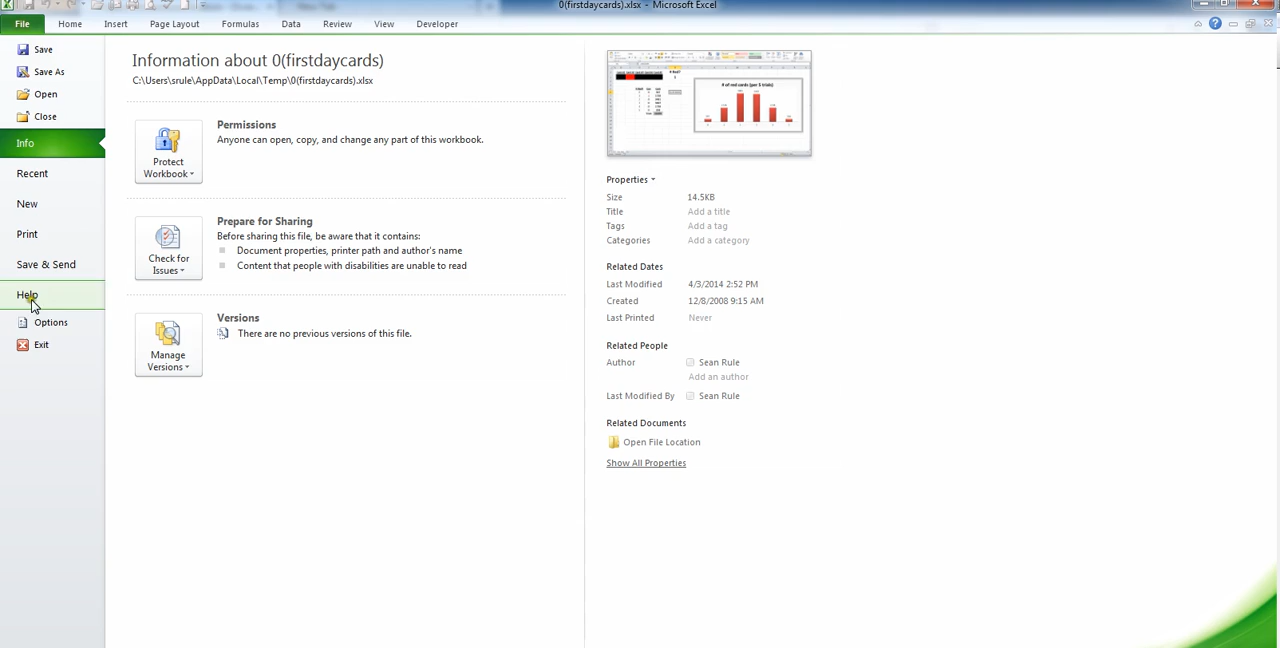 0(firstdaycards).xlsx - Microsoft Excel
File Home Insert Page Layout Formulas Data Review View Developer
Save
Save As
Open
Close
Info
Recent
New
Print
Save & Send
Help
Options
Exit
Information about 0(firstdaycards)
C:\Users\srule\AppData\Local\Temp\0(firstdaycards).xlsx
Protect
Workbook
Permissions
Anyone can open, copy, and change any part of this workbook.
Check for
Issues
Prepare for Sharing
Before sharing this file, be aware that it contains:
Document properties, printer path and author's name
Content that people with disabilities are unable to read
Manage
Versions
Versions
There are no previous versions of this file.
# of red cards (per 5 trials)
Properties
Size 14.5KB
Title Add a title
Tags Add a tag
Categories Add a category
Related Dates
Last Modified 4/3/2014 2:52 PM
Created 12/8/2008 9:15 AM
Last Printed Never
Related People
Author Sean Rule
Add an author
Last Modified By Sean Rule
Related Documents
Open File Location
Show All Properties